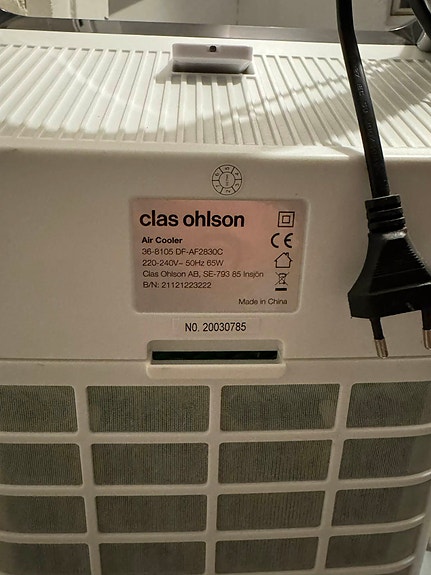 clas ohlson
Air Cooler
36-8105 DF-AF2830C
220-240V~ 50Hz 65W
Clas Ohlson AB, SE-793 85 Insjön
B/N: 21121223222
CE
Made in China
NO. 20030785